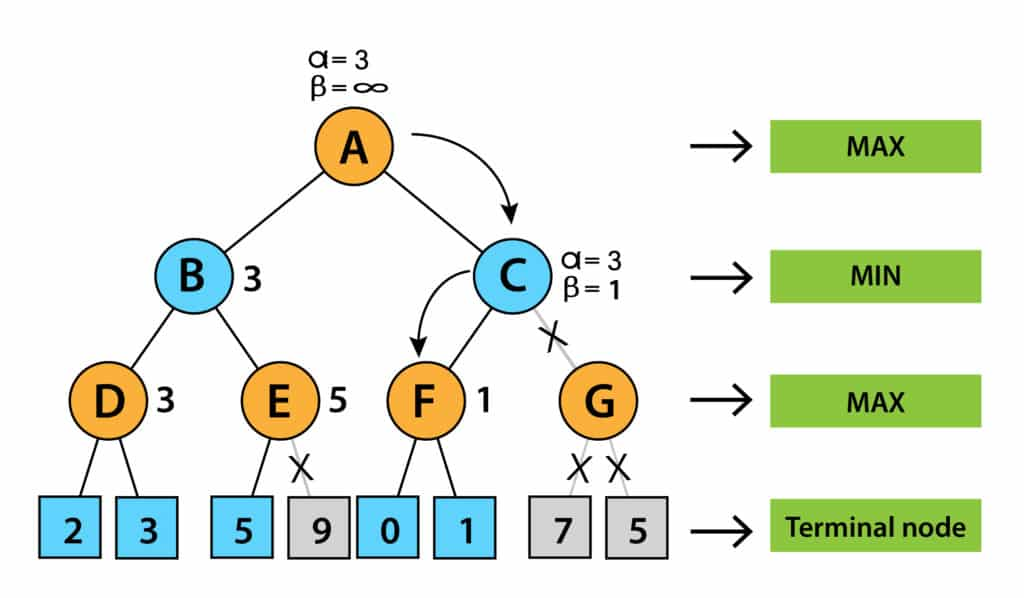 α= 3
β= ∞
A
MAX
B 3
C
α= 3
β= 1
MIN
X
D 3
E 5
F 1
G
MAX
X
X X
2 3 5 9 0 1 7 5
Terminal node